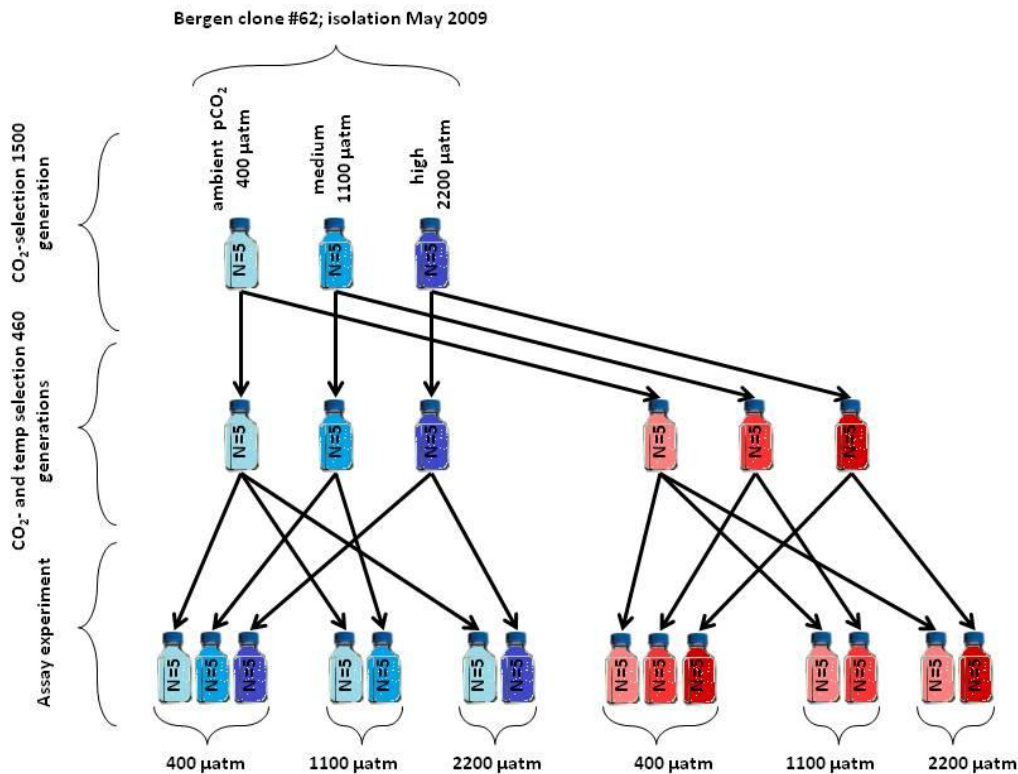 Bergen clone #62; isolation May 2009
CO₂-selection 1500
generation
ambient pCO₂
400 µatm
medium
1100 µatm
high
2200 µatm
N=5
N=5
N=5
CO₂- and temp selection 460
generations
N=5
N=5
N=5
N=5
N=5
N=5
Assay experiment
N=5
N=5
N=5
N=5
N=5
N=5
N=5
N=5
N=5
N=5
N=5
N=5
N=5
N=5
400 µatm
1100 µatm
2200 µatm
400 µatm
1100 µatm
2200 µatm